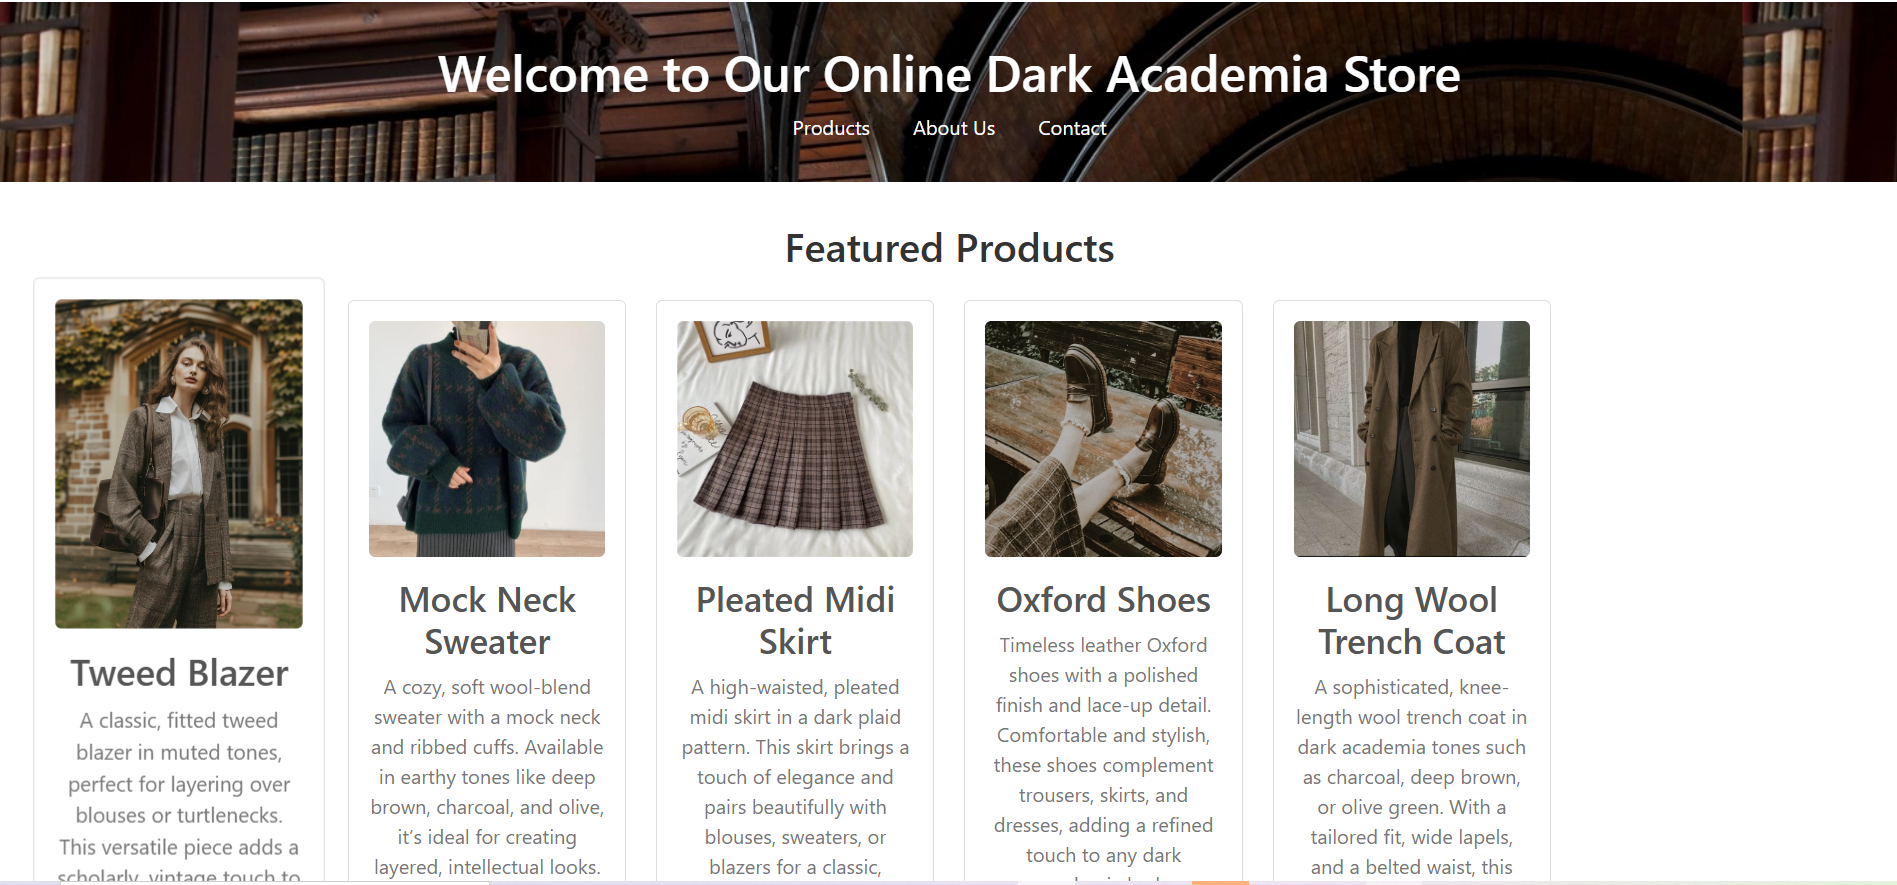 Welcome to Our Online Dark Academia Store
Products About Us Contact
Featured Products
Tweed Blazer
A classic, fitted tweed
blazer in muted tones,
perfect for layering over
blouses or turtlenecks.
This versatile piece adds a
scholarly, vintage touch to
Mock Neck
Sweater
A cozy, soft wool-blend
sweater with a mock neck
and ribbed cuffs. Available
in earthy tones like deep
brown, charcoal, and olive,
it’s ideal for creating
layered, intellectual looks.
Pleated Midi
Skirt
A high-waisted, pleated
midi skirt in a dark plaid
pattern. This skirt brings a
touch of elegance and
pairs beautifully with
blouses, sweaters, or
blazers for a classic,
Oxford Shoes
Timeless leather Oxford
shoes with a polished
finish and lace-up detail.
Comfortable and stylish,
these shoes complement
trousers, skirts, and
dresses, adding a refined
touch to any dark
Long Wool
Trench Coat
A sophisticated, knee-
length wool trench coat in
dark academia tones such
as charcoal, deep brown,
or olive green. With a
tailored fit, wide lapels,
and a belted waist, this